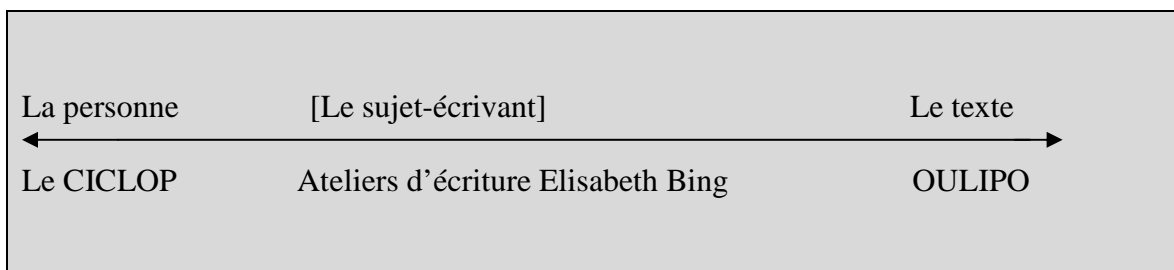 La personne [Le sujet-écrivant] Le texte
Le CICLOP Ateliers d’écriture Elisabeth Bing OULIPO